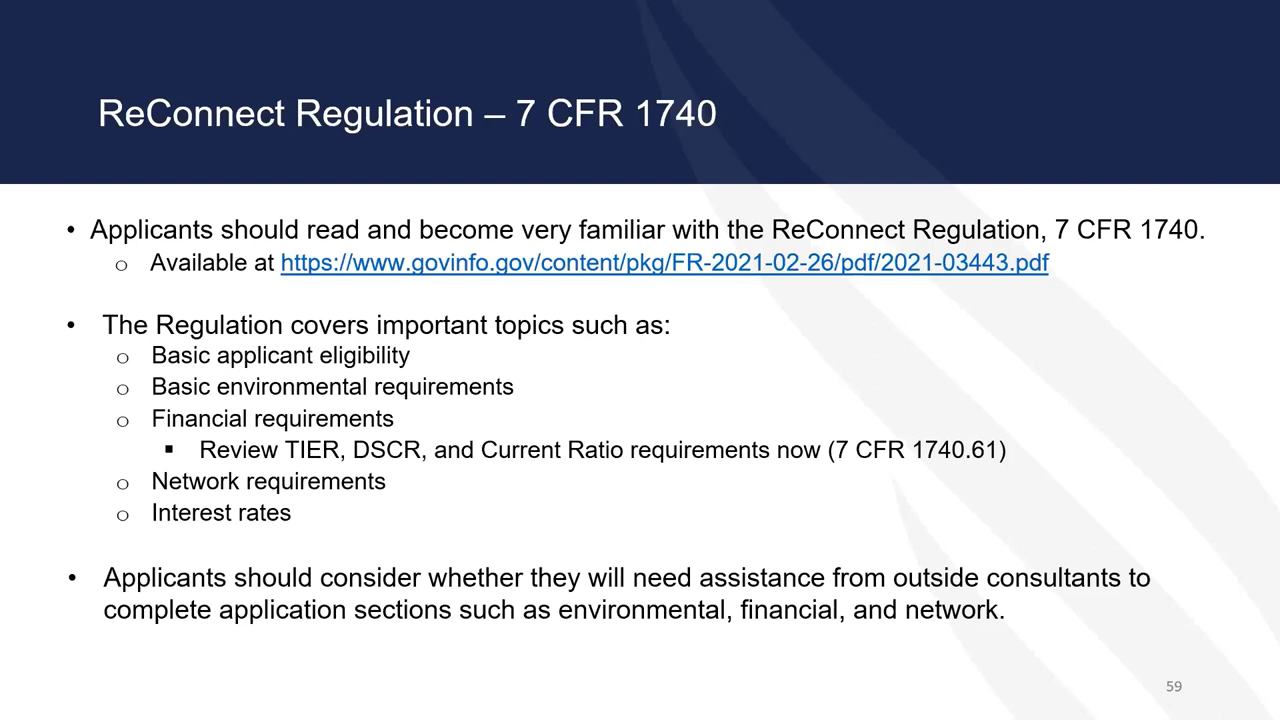 ReConnect Regulation – 7 CFR 1740
• Applicants should read and become very familiar with the ReConnect Regulation, 7 CFR 1740.
o Available at https://www.govinfo.gov/content/pkg/FR-2021-02-26/pdf/2021-03443.pdf
• The Regulation covers important topics such as:
o Basic applicant eligibility
o Basic environmental requirements
o Financial requirements
▪ Review TIER, DSCR, and Current Ratio requirements now (7 CFR 1740.61)
o Network requirements
o Interest rates
• Applicants should consider whether they will need assistance from outside consultants to
complete application sections such as environmental, financial, and network.
59